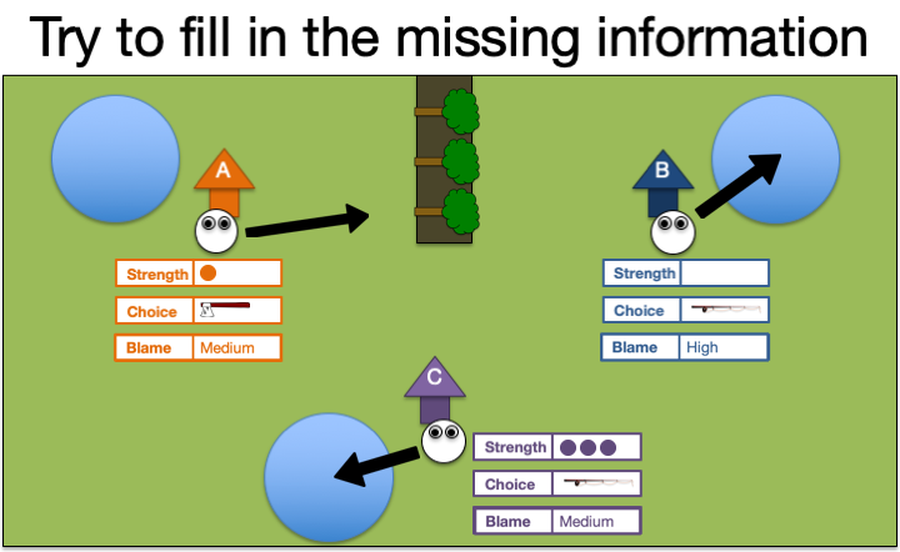 Try to fill in the missing information
A
B
Strength
Choice
Blame Medium
Strength
Choice
Blame High
C
Strength
Choice
Blame Medium